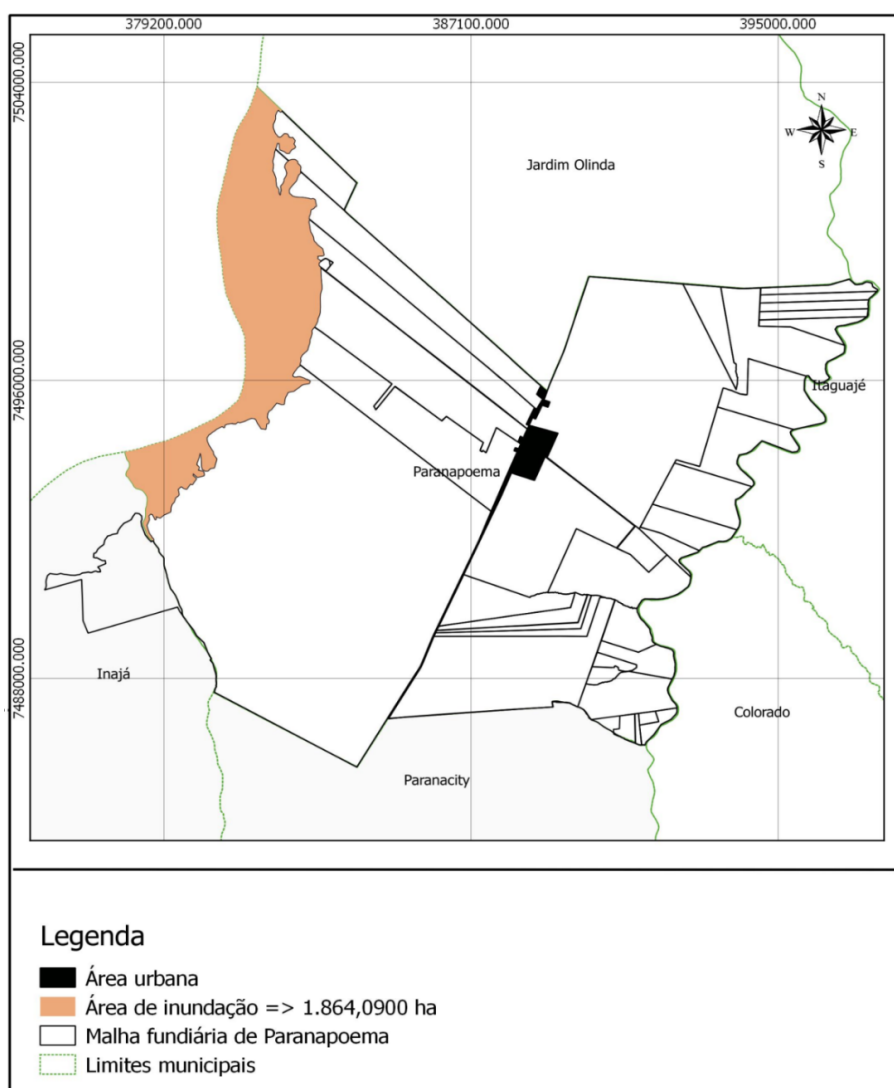 379200.000 387100.000 395000.000
7504000.000
N
W E
S
Jardim Olinda
7496000.000
Itaguajé
Paranapoema
7488000.000
Inajá
Colorado
Paranacity
Legenda
Área urbana
Área de inundação => 1.864,0900 ha
Malha fundiária de Paranapoema
Limites municipais